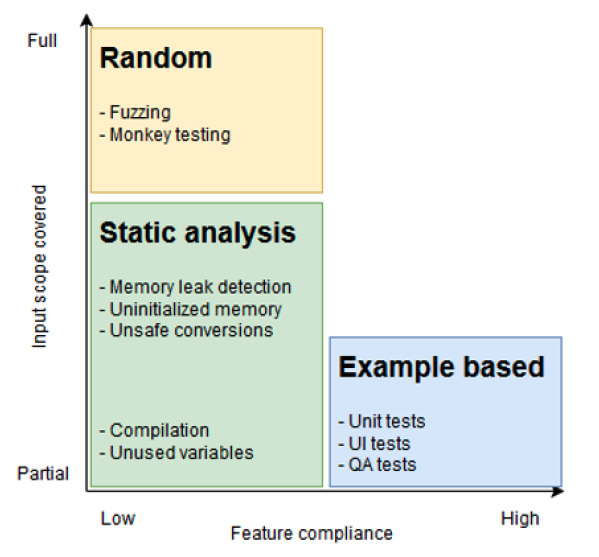 Full
Random
- Fuzzing
- Monkey testing
Input scope covered
Static analysis
- Memory leak detection
- Uninitialized memory
- Unsafe conversions
- Compilation
- Unused variables
Example based
- Unit tests
- UI tests
- QA tests
Partial
Low
Feature compliance
High